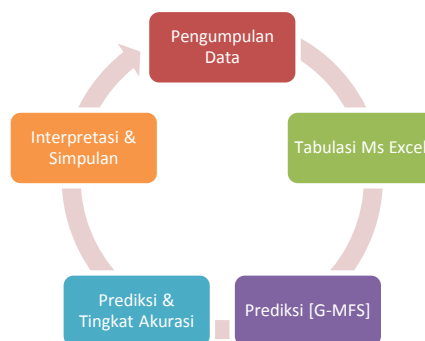 Pengumpulan
Data
Tabulasi Ms Excel
Prediksi [G-MFS]
Prediksi &
Tingkat Akurasi
Interpretasi &
Simpulan